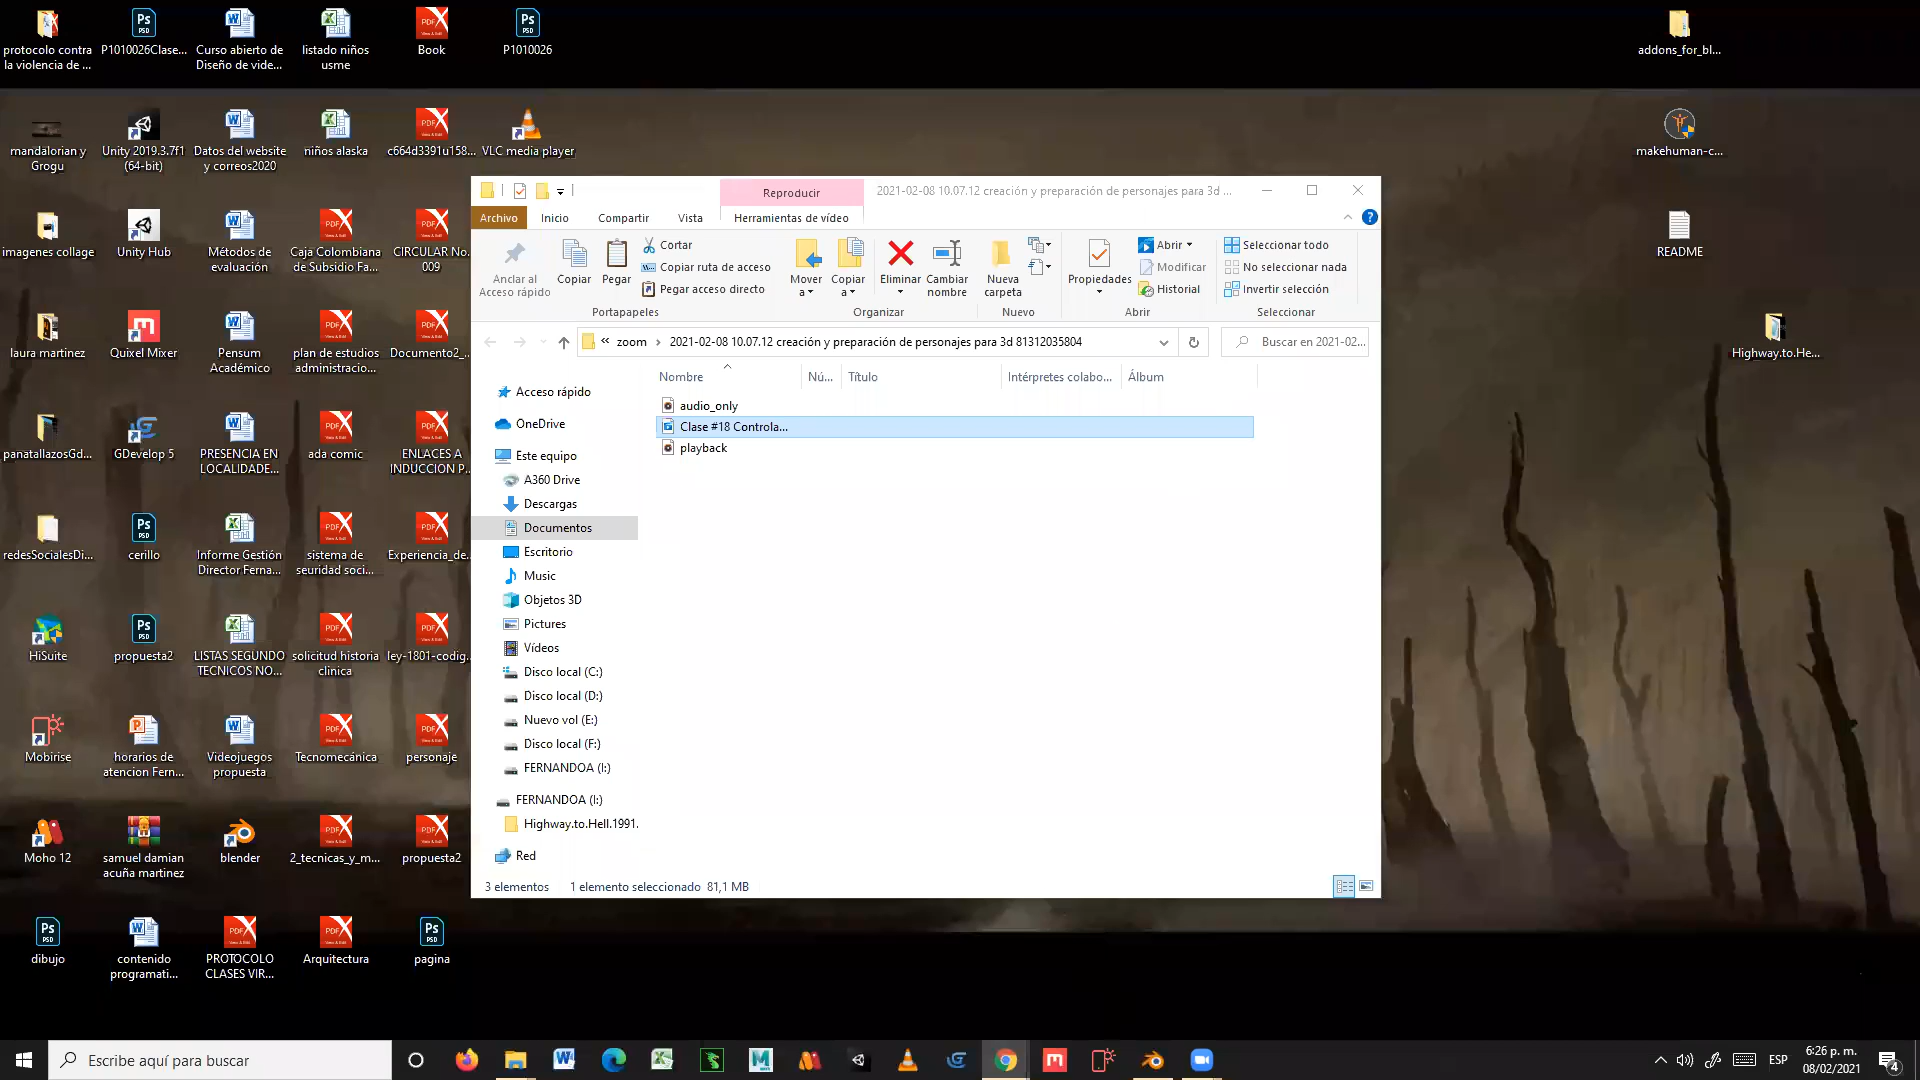 protocolo contra
la violencia de ...
P1010026Clase...
Curso abierto de
Diseño de vide...
listado niños
usme
Book
P1010026
addons_for_bl...
mandalorian y
Grogu
Unity 2019.3.7f1
(64-bit)
Datos del website
y correos2020
niños alaska
c664d3391u158...
VLC media player
makehuman-c...
imagenes collage
Unity Hub
Métodos de
evaluación
Caja Colombiana
de Subsidio Fa...
CIRCULAR No.
009
README
laura martinez
Quixel Mixer
Pensum
Académico
plan de estudios
administracio...
Documento2_...
Highway.to.He...
panatallazosGd...
GDevelop 5
PRESENCIA EN
LOCALIDADE...
ada comic
ENLACES A
INDUCCION P...
redesSocialesDi...
cerillo
Informe Gestión
Director Ferna...
sistema de
seuridad soci...
Experiencia_de...
HiSuite
propuesta2
LISTAS SEGUNDO
TECNICOS NO...
solicitud historia
clinica
ley-1801-codig...
Mobirise
horarios de
atencion Fern...
Videojuegos
propuesta
Tecnomecánica
personaje
Moho 12
samuel damian
acuña martinez
blender
2_tecnicas_y_m...
propuesta2
dibujo
contenido
programati...
PROTOCOLO
CLASES VIR...
Arquitectura
pagina
Reproducir
2021-02-08 10.07.12 creación y preparación de personajes para 3d ...
Archivo
Inicio
Compartir
Vista
Herramientas de vídeo
Anclar al
Acceso rápido
Copiar
Pegar
Cortar
Copiar ruta de acceso
Pegar acceso directo
Portapapeles
Mover
a
Copiar
a
Eliminar
Cambiar
nombre
Organizar
Nueva
carpeta
Nuevo
Propiedades
Abrir
Modificar
Historial
Abrir
Seleccionar todo
No seleccionar nada
Invertir selección
Seleccionar
« zoom › 2021-02-08 10.07.12 creación y preparación de personajes para 3d 81312035804
Buscar en 2021-02...
Nombre
Nú...
Título
Intérpretes colabo...
Álbum
audio_only
Clase #18 Controla...
playback
Acceso rápido
OneDrive
Este equipo
A360 Drive
Descargas
Documentos
Escritorio
Music
Objetos 3D
Pictures
Vídeos
Disco local (C:)
Disco local (D:)
Nuevo vol (E:)
Disco local (F:)
FERNANDOA (I:)
FERNANDOA (I:)
Highway.to.Hell.1991.
Red
3 elementos
1 elemento seleccionado 81,1 MB
Escribe aquí para buscar
ESP
6:26 p. m.
08/02/2021
4